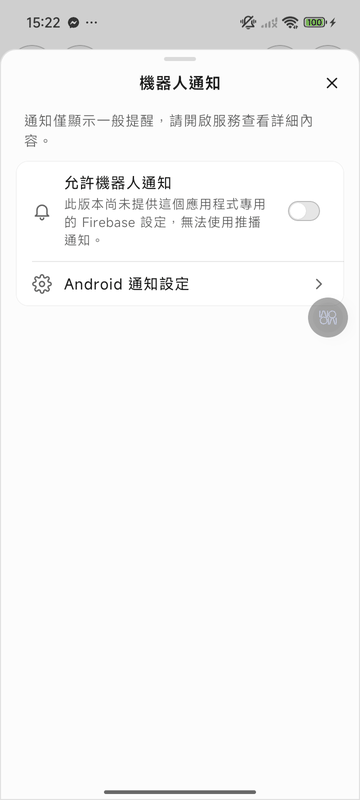 15:22
100
機器人通知
通知僅顯示一般提醒，請開啟服務查看詳細內
容。
允許機器人通知
此版本尚未提供這個應用程式專用
的 Firebase 設定，無法使用推播
通知。
Android 通知設定